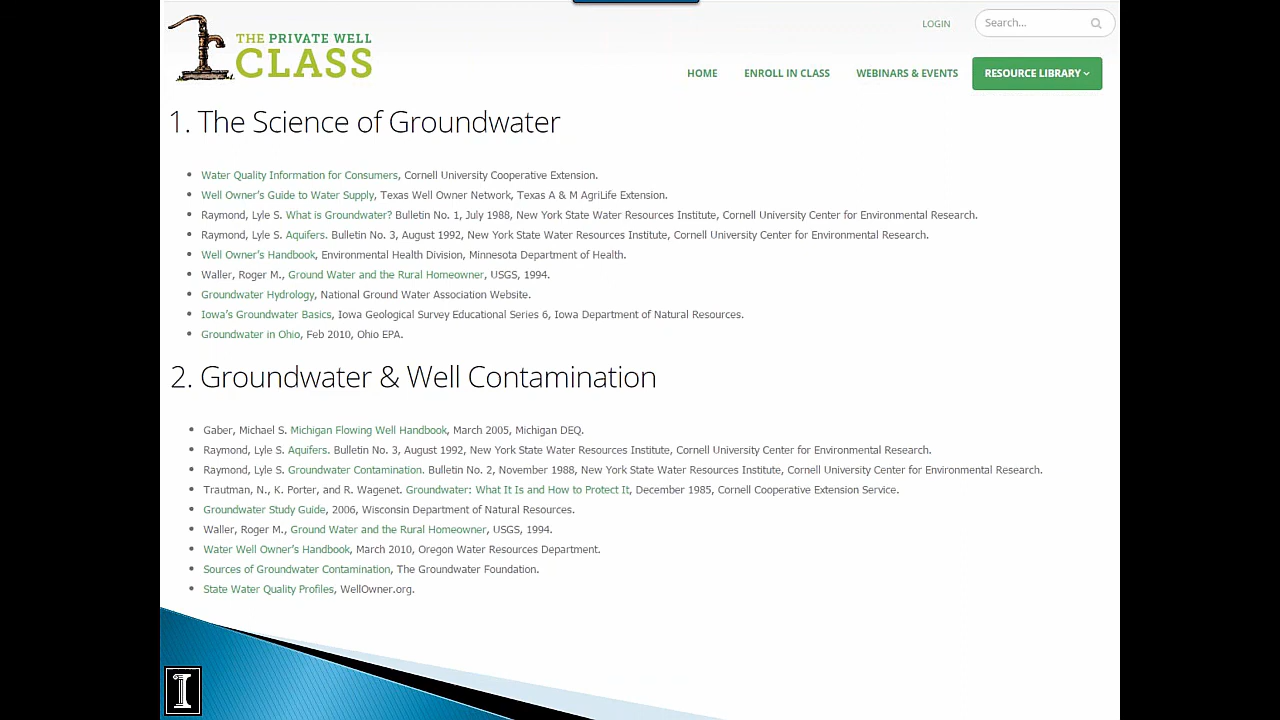 THE PRIVATE WELL
CLASS
LOGIN
Search...
HOME
ENROLL IN CLASS
WEBINARS & EVENTS
RESOURCE LIBRARY
1. The Science of Groundwater
Water Quality Information for Consumers, Cornell University Cooperative Extension.
Well Owner's Guide to Water Supply, Texas Well Owner Network, Texas A & M AgriLife Extension.
Raymond, Lyle S. What is Groundwater? Bulletin No. 1, July 1988, New York State Water Resources Institute, Cornell University Center for Environmental Research.
Raymond, Lyle S. Aquifers. Bulletin No. 3, August 1992, New York State Water Resources Institute, Cornell University Center for Environmental Research.
Well Owner's Handbook, Environmental Health Division, Minnesota Department of Health.
Waller, Roger M., Ground Water and the Rural Homeowner, USGS, 1994.
Groundwater Hydrology, National Ground Water Association Website.
Iowa's Groundwater Basics, Iowa Geological Survey Educational Series 6, Iowa Department of Natural Resources.
Groundwater in Ohio, Feb 2010, Ohio EPA.
2. Groundwater & Well Contamination
Gaber, Michael S. Michigan Flowing Well Handbook, March 2005, Michigan DEQ.
Raymond, Lyle S. Aquifers. Bulletin No. 3, August 1992, New York State Water Resources Institute, Cornell University Center for Environmental Research.
Raymond, Lyle S. Groundwater Contamination. Bulletin No. 2, November 1988, New York State Water Resources Institute, Cornell University Center for Environmental Research.
Trautman, N., K. Porter, and R. Wagenet. Groundwater: What It Is and How to Protect It, December 1985, Cornell Cooperative Extension Service.
Groundwater Study Guide, 2006, Wisconsin Department of Natural Resources.
Waller, Roger M., Ground Water and the Rural Homeowner, USGS, 1994.
Water Well Owner's Handbook, March 2010, Oregon Water Resources Department.
Sources of Groundwater Contamination, The Groundwater Foundation.
State Water Quality Profiles, WellOwner.org.
I